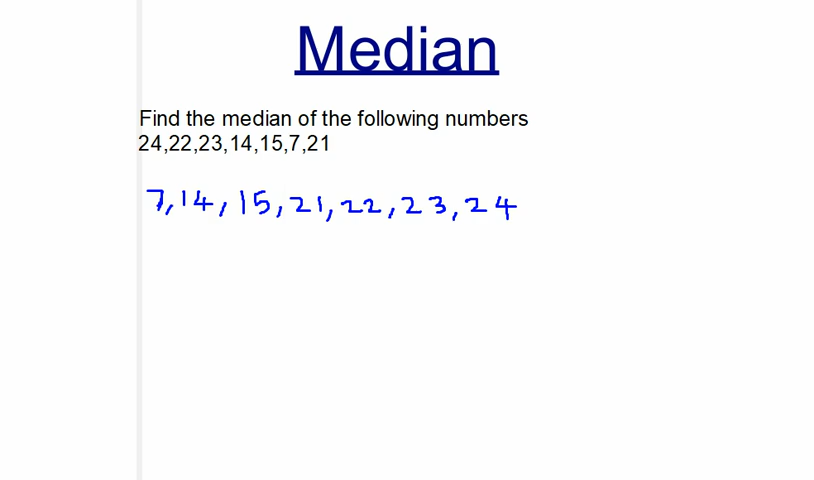 Median
Find the median of the following numbers
24,22,23,14,15,7,21
7,14,15,21,22,23,24